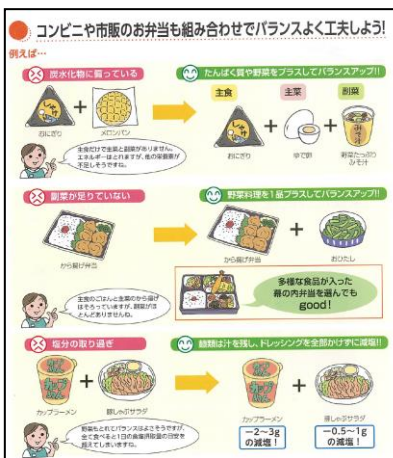 コンビニや市販のお弁当も組み合わせでバランスよく工夫しよう!
例えば…
炭水化物に偏っている
たんぱく質や野菜をプラスしてバランスアップ!!
主食
主菜
副菜
おにぎり
メロンパン
おにぎり
ゆで卵
野菜たっぷり
みそ汁
主食だけで主菜と副菜がありません。
エネルギーはとれますが、他の栄養素が
不足しそうですね。
副菜が足りていない
野菜料理を1品プラスしてバランスアップ!!
から揚げ弁当
から揚げ弁当
おひたし
主食のごはんと主菜のから揚げ
はそろっていますが、副菜がほ
とんどありませんね。
多様な食品が入った
幕の内弁当を選んでも
good!
塩分の取り過ぎ
麺類は汁を残し、ドレッシングを全部かけずに減塩!!
カップラーメン
豚しゃぶサラダ
カップラーメン
豚しゃぶサラダ
−2〜3g
の減塩!
−0.5〜1g
の減塩!
野菜もとれてバランスはよさそうですが、
全て食べると1日の食塩摂取量の目安を
超えてしまいますね。